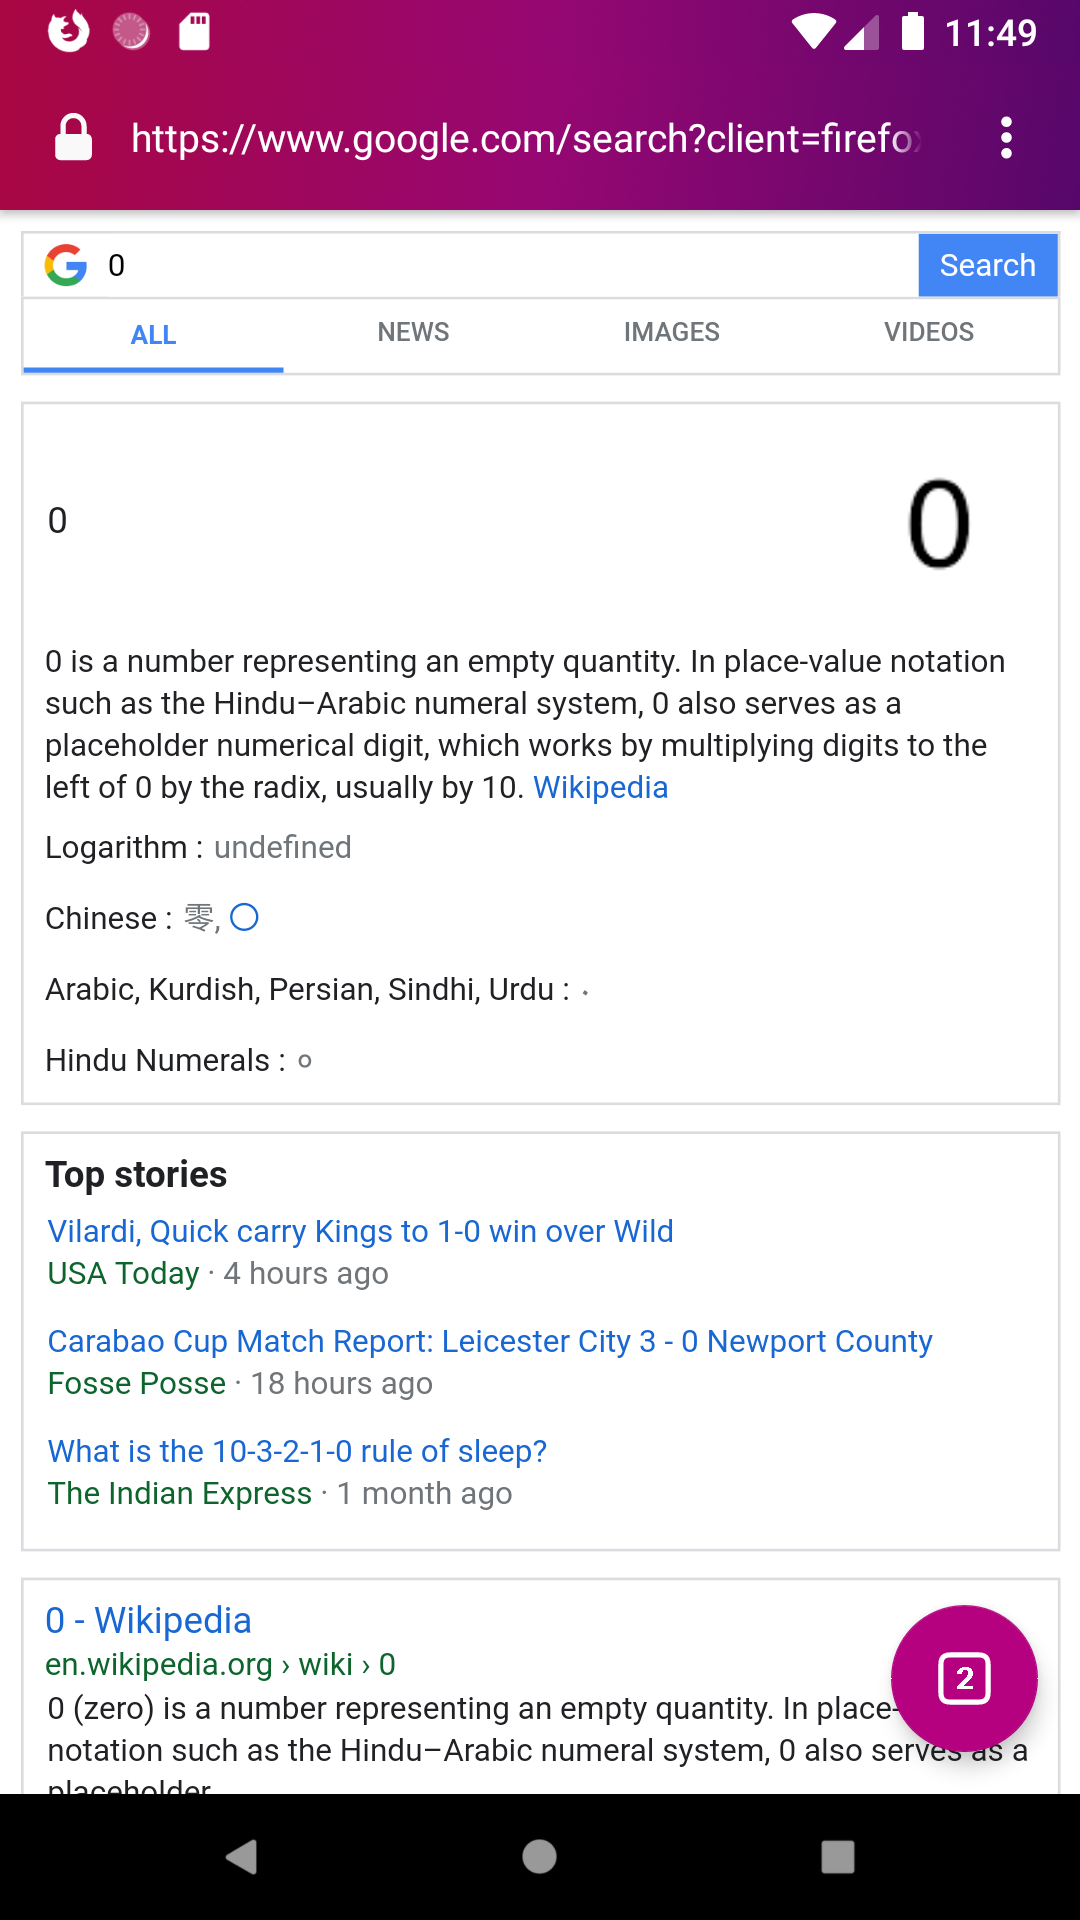 11:49
https://www.google.com/search?client=firefo
0
Search
ALL
NEWS
IMAGES
VIDEOS
0
0
0 is a number representing an empty quantity. In place-value notation
such as the Hindu–Arabic numeral system, 0 also serves as a
placeholder numerical digit, which works by multiplying digits to the
left of 0 by the radix, usually by 10. Wikipedia
Logarithm : undefined
Chinese : 零, 〇
Arabic, Kurdish, Persian, Sindhi, Urdu : ٠
Hindu Numerals : ०
Top stories
Vilardi, Quick carry Kings to 1-0 win over Wild
USA Today · 4 hours ago
Carabao Cup Match Report: Leicester City 3 - 0 Newport County
Fosse Posse · 18 hours ago
What is the 10-3-2-1-0 rule of sleep?
The Indian Express · 1 month ago
0 - Wikipedia
en.wikipedia.org › wiki › 0
0 (zero) is a number representing an empty quantity. In place-
notation such as the Hindu–Arabic numeral system, 0 also serves as a
placeholder
2